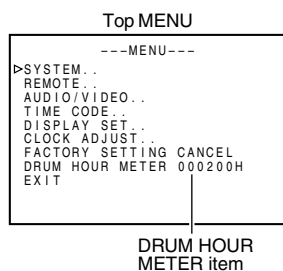 Top MENU
---MENU---
SYSTEM..
REMOTE..
AUDIO/VIDEO..
TIME CODE..
DISPLAY SET..
CLOCK ADJUST..
FACTORY SETTING CANCEL
DRUM HOUR METER 000200H
EXIT
DRUM HOUR
METER item